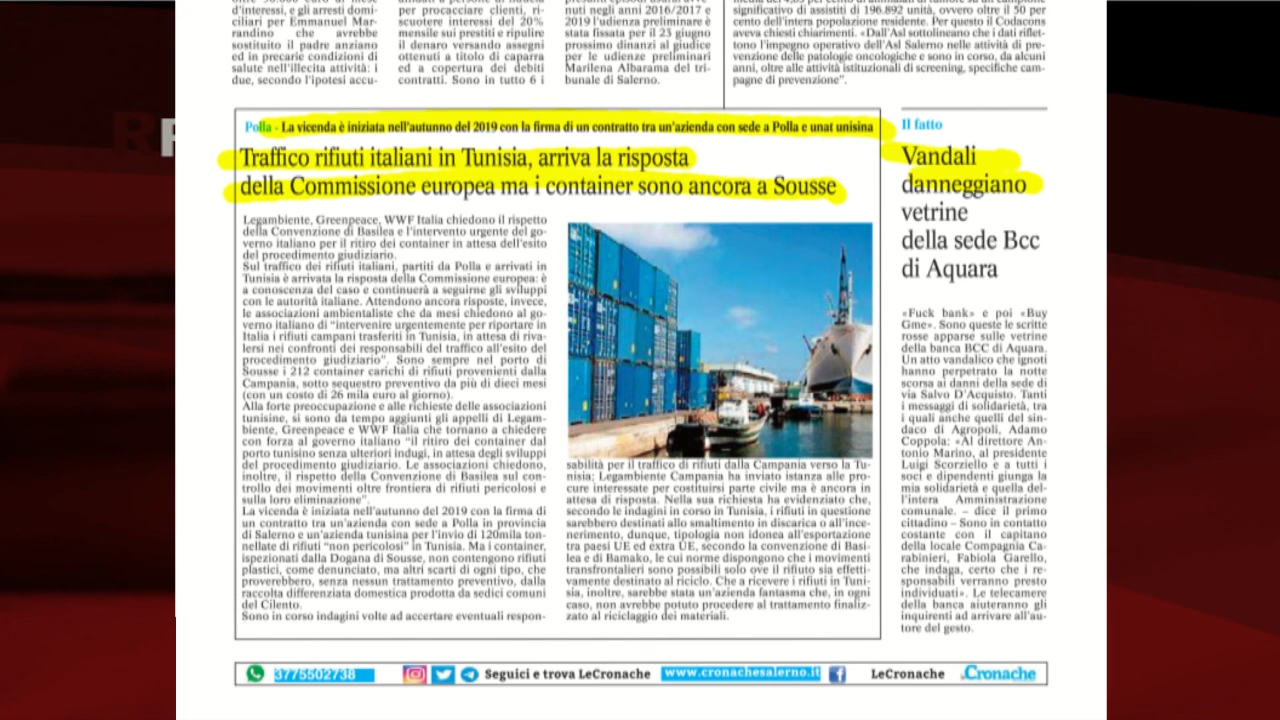 d'interessi, e gli arresti domi-
ciliari per Emmanuel Mar-
randino che avrebbe
sostituito il padre anziano
ed in precarie condizioni di
salute nell'illecita attività: i
due, secondo l'ipotesi accu-
per procacciare clienti, ri-
scuotere interessi del 20%
mensile sui prestiti e ripulire
il denaro versando assegni
ottenuti a titolo di caparra
ed a copertura dei debiti
contratti. Sono in tutto 6 i
nuti negli anni 2016/2017 e
2019 l'udienza preliminare è
stata fissata per il 23 giugno
prossimo dinanzi al giudice
per le udienze preliminari
Marilena Albarama del tri-
bunale di Salerno.
significativo di assistiti di 196.892 unità, ovvero oltre il 50 per
cento dell'intera popolazione residente. Per questo il Codacons
aveva chiesti chiarimenti. «Dall'Asl sottolineano che i dati riflet-
tono l'impegno operativo dell'Asl Salerno nelle attività di pre-
venzione delle patologie oncologiche e sono in corso, da alcuni
anni, oltre alle attività istituzionali di screening, specifiche cam-
pagne di prevenzione".
Polla - La vicenda è iniziata nell'autunno del 2019 con la firma di un contratto tra un'azienda con sede a Polla e unat unisina
Traffico rifiuti italiani in Tunisia, arriva la risposta
della Commissione europea ma i container sono ancora a Sousse
Legambiente, Greenpeace, WWF Italia chiedono il rispetto
della Convenzione di Basilea e l'intervento urgente del go-
verno italiano per il ritiro dei container in attesa dell'esito
del procedimento giudiziario.
Sul traffico dei rifiuti italiani, partiti da Polla e arrivati in
Tunisia è arrivata la risposta della Commissione europea: è
a conoscenza del caso e continuerà a seguirne gli sviluppi
con le autorità italiane. Attendono ancora risposte, invece,
le associazioni ambientaliste che da mesi chiedono al go-
verno italiano di "intervenire urgentemente per riportare in
Italia i rifiuti campani trasferiti in Tunisia, in attesa di riva-
lersi nei confronti dei responsabili del traffico all'esito del
procedimento giudiziario". Sono sempre nel porto di
Sousse i 212 container carichi di rifiuti provenienti dalla
Campania, sotto sequestro preventivo da più di dieci mesi
(con un costo di 26 mila euro al giorno).
Alla forte preoccupazione e alle richieste delle associazioni
tunisine, si sono da tempo aggiunti gli appelli di Legam-
biente, Greenpeace e WWF Italia che tornano a chiedere
con forza al governo italiano "il ritiro dei container dal
porto tunisino senza ulteriori indugi, in attesa degli sviluppi
del procedimento giudiziario. Le associazioni chiedono,
inoltre, il rispetto della Convenzione di Basilea sul con-
trollo dei movimenti oltre frontiera di rifiuti pericolosi e
sulla loro eliminazione".
La vicenda è iniziata nell'autunno del 2019 con la firma di
un contratto tra un'azienda con sede a Polla in provincia
di Salerno e un'azienda tunisina per l'invio di 120mila ton-
nellate di rifiuti "non pericolosi" in Tunisia. Ma i container,
ispezionati dalla Dogana di Sousse, non contengono rifiuti
plastici, come denunciato, ma altri scarti di ogni tipo, che
proverebbero, senza nessun trattamento preventivo, dalla
raccolta differenziata domestica prodotta da sedici comuni
del Cilento.
Sono in corso indagini volte ad accertare eventuali respon-
sabilità per il traffico di rifiuti dalla Campania verso la Tu-
nisia; Legambiente Campania ha inviato istanza alle pro-
cure interessate per costituirsi parte civile ma è ancora in
attesa di risposta. Nella sua richiesta ha evidenziato che,
secondo le indagini in corso in Tunisia, i rifiuti in questione
sarebbero destinati allo smaltimento in discarica o all'ince-
nerimento, dunque, tipologia non idonea all'esportazione
tra paesi UE ed extra UE, secondo la convenzione di Basi-
lea e di Bamako, le cui norme dispongono che i movimenti
transfrontalieri sono possibili solo ove il rifiuto sia effetti-
vamente destinato al riciclo. Che a ricevere i rifiuti in Tuni-
sia, inoltre, sarebbe stata un'azienda fantasma che, in ogni
caso, non avrebbe potuto procedere al trattamento finaliz-
zato al riciclaggio dei materiali.
Il fatto
Vandali
danneggiano
vetrine
della sede Bcc
di Aquara
«Fuck bank» e poi «Buy
Gme». Sono queste le scritte
rosse apparse sulle vetrine
della banca BCC di Aquara.
Un atto vandalico che ignoti
hanno perpetrato la notte
scorsa ai danni della sede di
via Salvo D'Acquisto. Tanti
i messaggi di solidarietà, tra
i quali anche quelli del sin-
daco di Agropoli, Adamo
Coppola: «Al direttore An-
tonio Marino, al presidente
Luigi Scorziello e a tutti i
soci e dipendenti giunga la
mia solidarietà e quella del-
l'intera Amministrazione
comunale. – dice il primo
cittadino – Sono in contatto
costante con il capitano
della locale Compagnia Ca-
rabinieri, Fabiola Garello,
che indaga, certo che i re-
sponsabili verranno presto
individuati». Le telecamere
della banca aiuteranno gli
inquirenti ad arrivare all'au-
tore del gesto.
3775502738
Seguici e trova LeCronache
www.cronachesalerno.it
LeCronache
Cronache